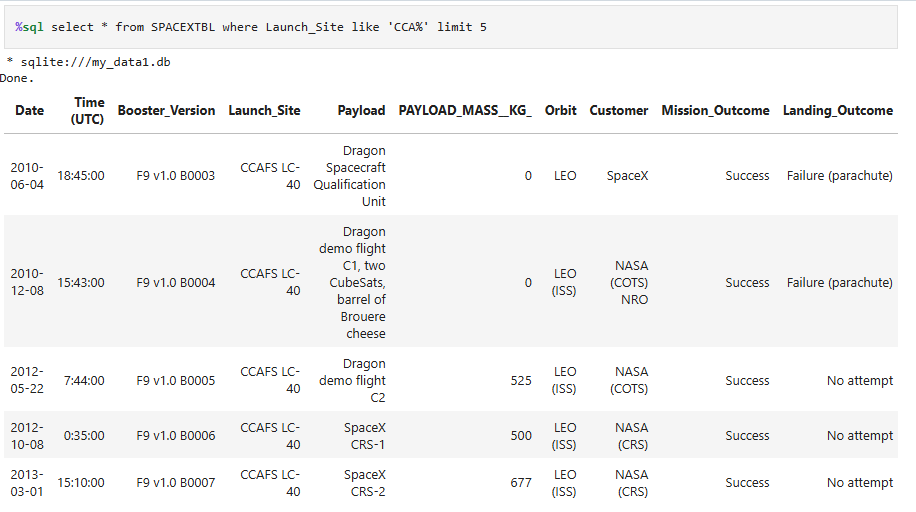 %sql select * from SPACEXTBL where Launch_Site like 'CCA%' limit 5
* sqlite:///my_data1.db
Done.
Date Time (UTC) Booster_Version Launch_Site Payload PAYLOAD_MASS__KG_ Orbit Customer Mission_Outcome Landing_Outcome
2010-06-04 18:45:00 F9 v1.0 B0003 CCAFS LC-40 Dragon Spacecraft Qualification Unit 0 LEO SpaceX Success Failure (parachute)
2010-12-08 15:43:00 F9 v1.0 B0004 CCAFS LC-40 Dragon demo flight C1, two CubeSats, barrel of Brouere cheese 0 LEO (ISS) NASA (COTS) NRO Success Failure (parachute)
2012-05-22 7:44:00 F9 v1.0 B0005 CCAFS LC-40 Dragon demo flight C2 525 LEO (ISS) NASA (COTS) Success No attempt
2012-10-08 0:35:00 F9 v1.0 B0006 CCAFS LC-40 SpaceX CRS-1 500 LEO (ISS) NASA (CRS) Success No attempt
2013-03-01 15:10:00 F9 v1.0 B0007 CCAFS LC-40 SpaceX CRS-2 677 LEO (ISS) NASA (CRS) Success No attempt